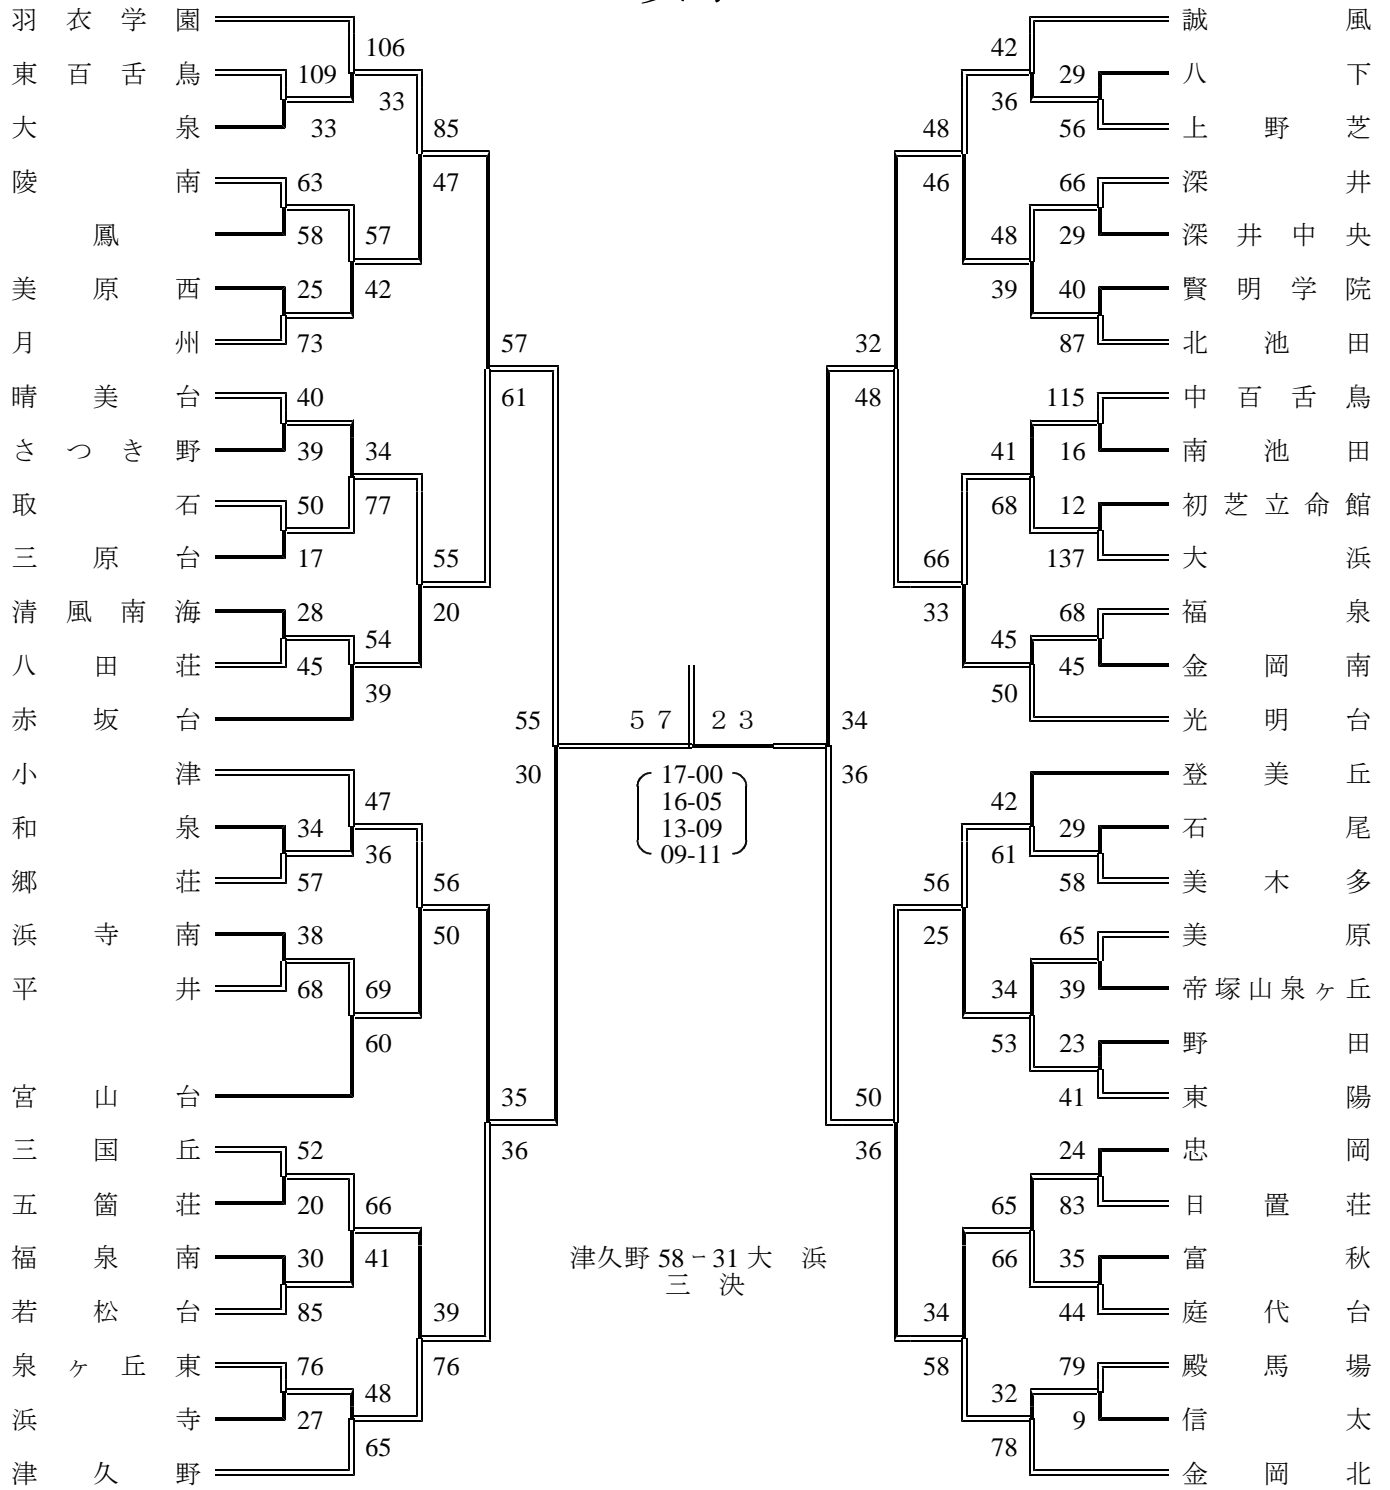 羽衣学園 誠風
106 42
東百舌鳥 109 29 八下
33 36
大泉 33 85 48 56 上野芝
陵南 63 47 46 66 深井
鳳 58 57 48 29 深井中央
美原西 25 42 39 40 賢明学院
月州 73 57 32 87 北池田
晴美台 40 61 48 115 中百舌鳥
さつき野 39 34 41 16 南池田
取石 50 77 68 12 初芝立命館
三原台 17 55 66 137 大浜
清風南海 28 20 33 68 福泉
54 45
八田荘 45 45 金岡南
39 50
赤坂台 55 57 23 34 光明台
小津 30 17-00 36 登美丘
47 16-05 42
和泉 34 13-09 29 石尾
36 09-11 61
郷荘 57 56 56 58 美木多
浜寺南 38 50 25 65 美原
平井 68 69 34 39 帝塚山泉ヶ丘
60 53 23 野田
宮山台 35 50 41 東陽
三国丘 52 36 36 24 忠岡
五箇荘 20 66 65 83 日置荘
福泉南 30 41 津久野 58-31 大浜 66 35 富秋
三決
若松台 85 39 34 44 庭代台
泉ヶ丘東 76 76 58 79 殿馬場
48 32
浜寺 27 9 信太
65 78
津久野 金岡北